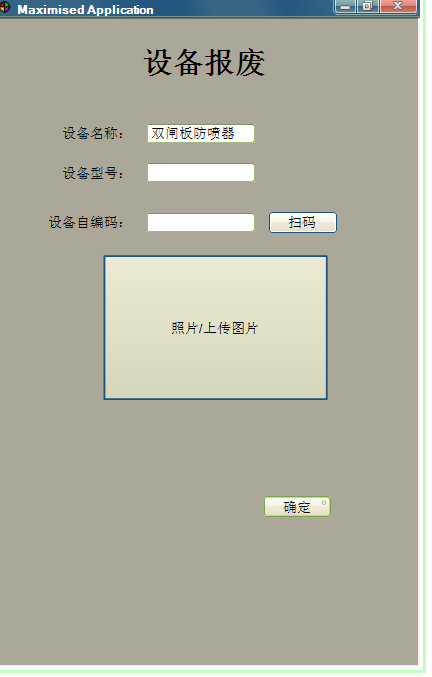 Maximised Application
设备报废
设备名称： 双闸板防喷器
设备型号：
设备自编码： 扫码
照片/上传图片
确定